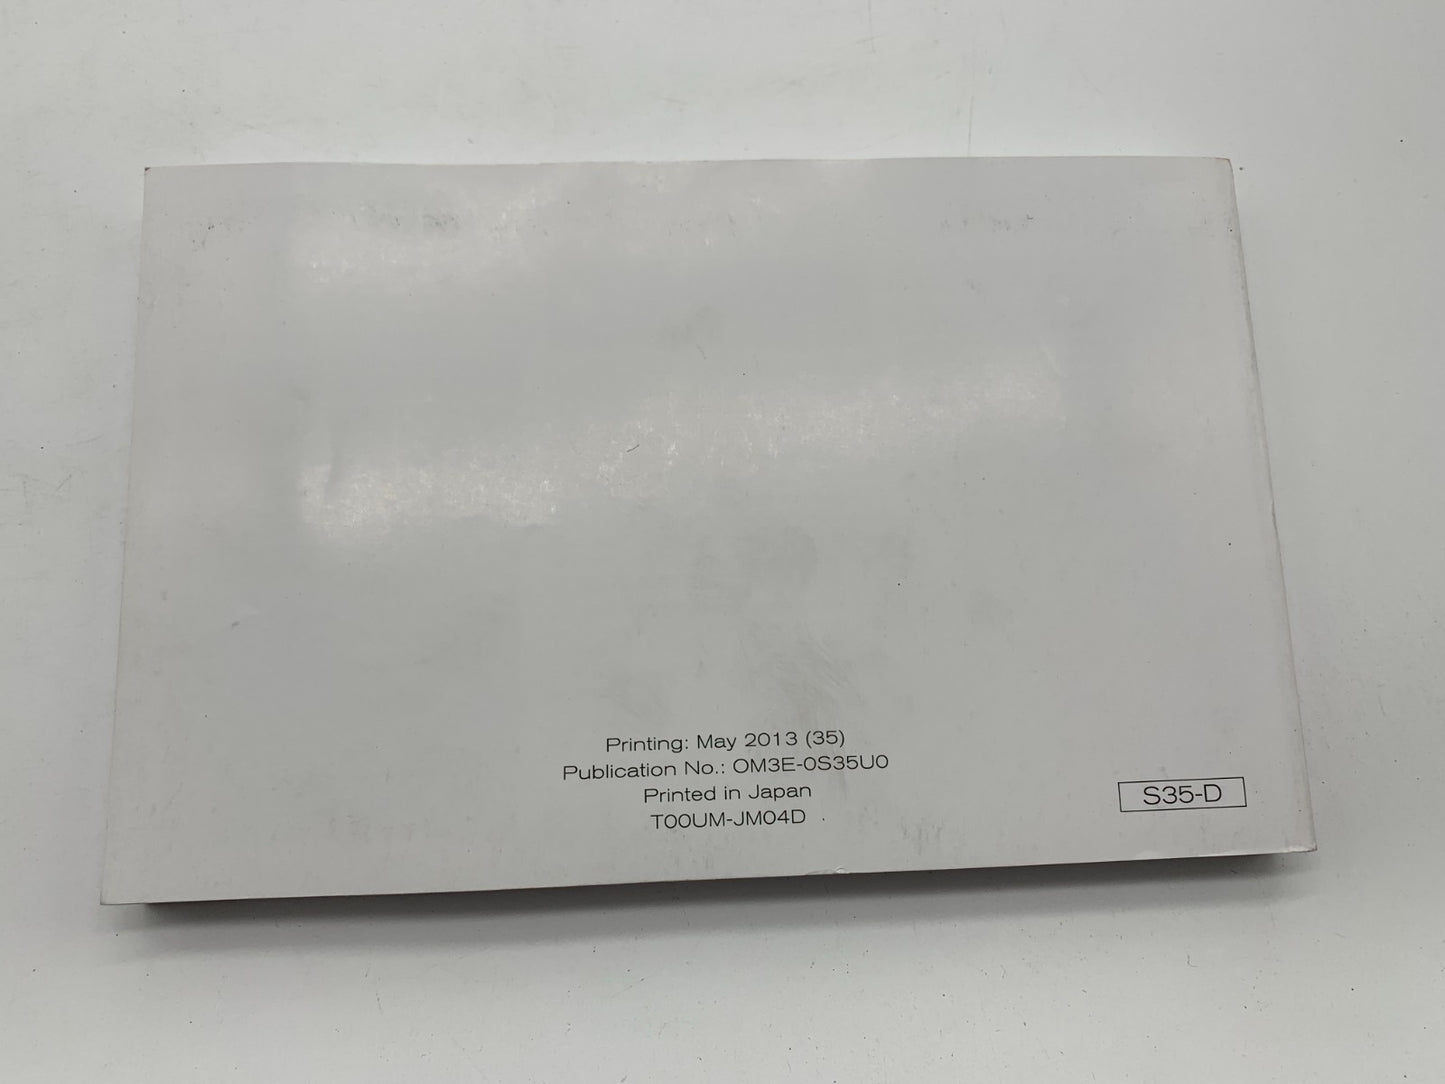 Printing: May 2013 (35)
Publication No.: OM3E-0S35U0
Printed in Japan
T00UM-JM04D
S35-D